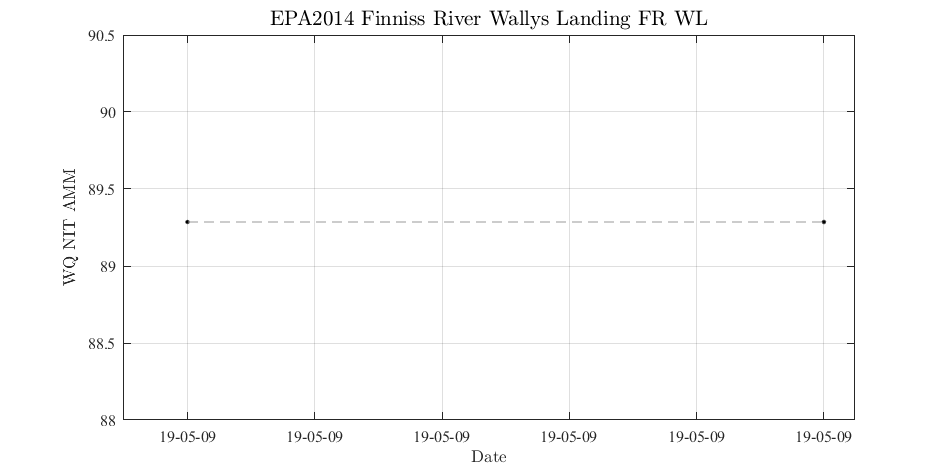 EPA2014 Finniss River Wallys Landing FR WL
90.5
90
89.5
89
88.5
88
WQ NIT AMM
19-05-09 19-05-09 19-05-09 19-05-09 19-05-09 19-05-09
Date